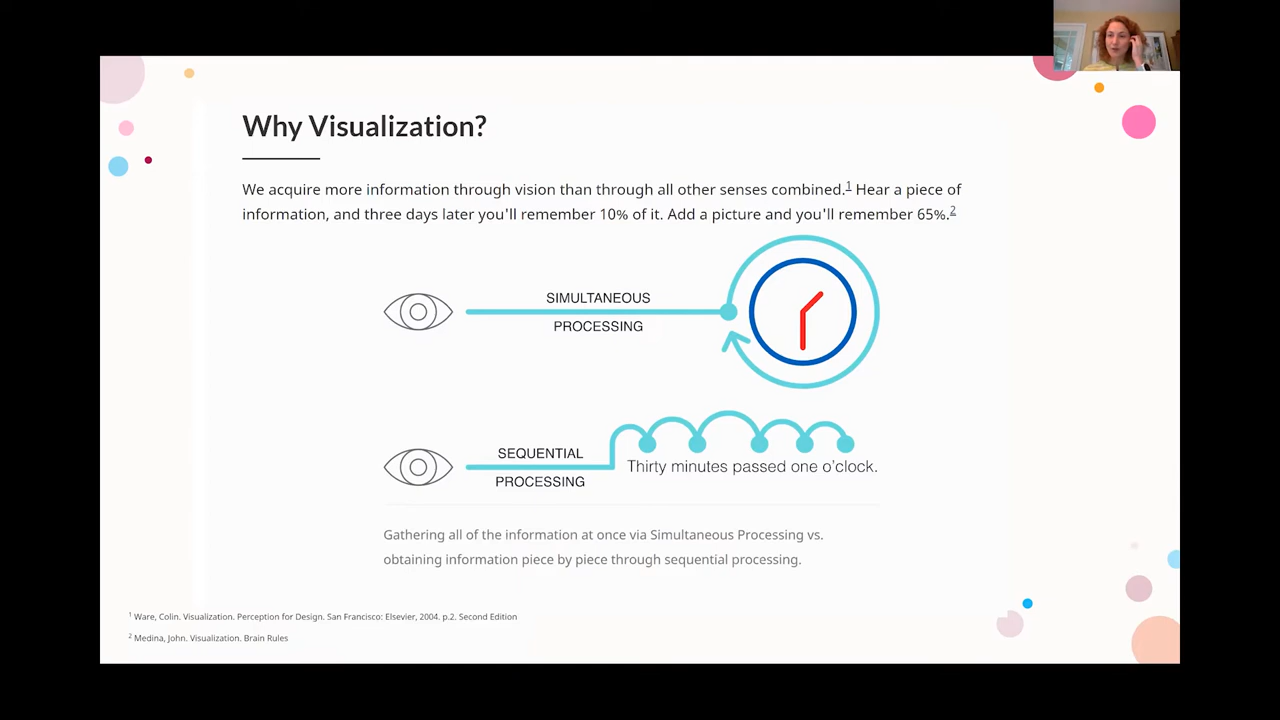 Why Visualization?
We acquire more information through vision than through all other senses combined.1 Hear a piece of
information, and three days later you'll remember 10% of it. Add a picture and you'll remember 65%.2
SIMULTANEOUS
PROCESSING
SEQUENTIAL
PROCESSING
Thirty minutes passed one o'clock.
Gathering all of the information at once via Simultaneous Processing vs.
obtaining information piece by piece through sequential processing.
1 Ware, Colin. Visualization. Perception for Design. San Francisco: Elsevier, 2004. p.2. Second Edition
2 Medina, John. Visualization. Brain Rules